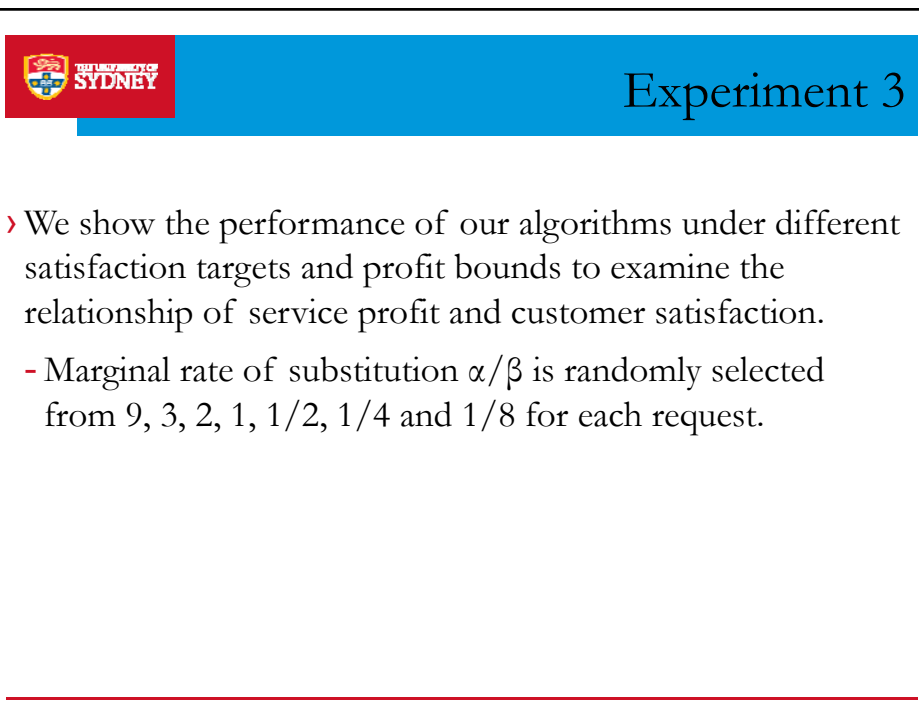 THE UNIVERSITY OF
SYDNEY
Experiment 3
› We show the performance of our algorithms under different
satisfaction targets and profit bounds to examine the
relationship of service profit and customer satisfaction.
- Marginal rate of substitution α/β is randomly selected
from 9, 3, 2, 1, 1/2, 1/4 and 1/8 for each request.